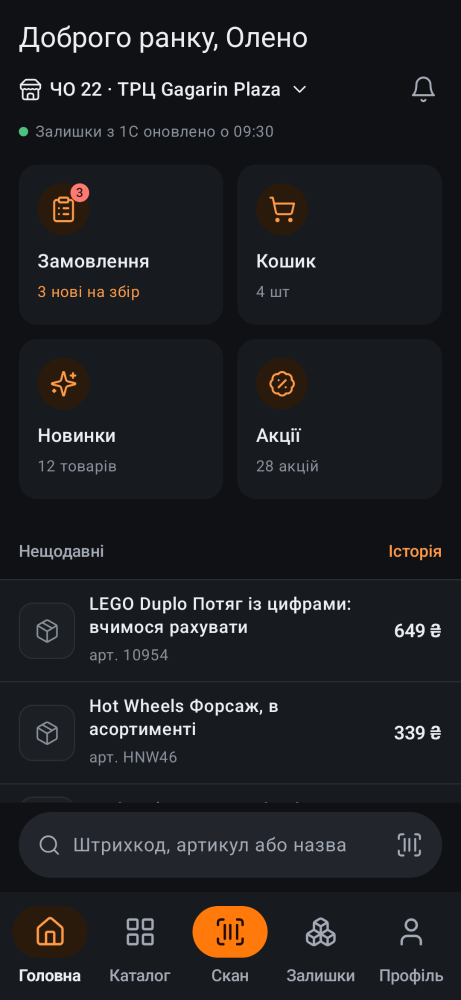 Доброго ранку, Олено
ЧО 22 · ТРЦ Gagarin Plaza
Залишки з 1С оновлено о 09:30
3
Замовлення
3 нові на збір
Кошик
4 шт
Новинки
12 товарів
Акції
28 акцій
Нещодавні
Історія
LEGO Duplo Потяг із цифрами:
вчимося рахувати
арт. 10954
649 ₴
Hot Wheels Форсаж, в
асортименті
арт. HNW46
339 ₴
Штрихкод, артикул або назва
Головна
Каталог
Скан
Залишки
Профіль